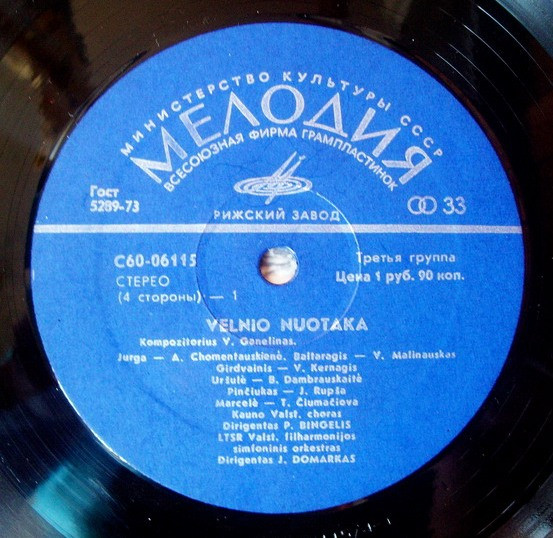 МИНИСТЕРСТВО КУЛЬТУРЫ СССР
МЕЛОДИЯ
ВСЕСОЮЗНАЯ ФИРМА ГРАМПЛАСТИНОК
РИЖСКИЙ ЗАВОД
Гост
5289-73
33
С60-06115
СТЕРЕО
(4 стороны) — 1
Третья группа
Цена 1 руб. 90 коп.
VELNIO NUOTAKA
Kompozitorius V. Ganelinas.
Jurga — A. Chomentauskienė. Baltaragis — V. Malinauskas
Girdvainis — V. Kernagis
Uršulė — B. Dambrauskaitė
Pinčiukas — J. Rupša
Marcelė — T. Čiumačiova
Kauno Valst. choras
Dirigentas P. BINGELIS
LTSR Valst. filharmonijos
simfoninis orkestras
Dirigentas J. DOMARKAS